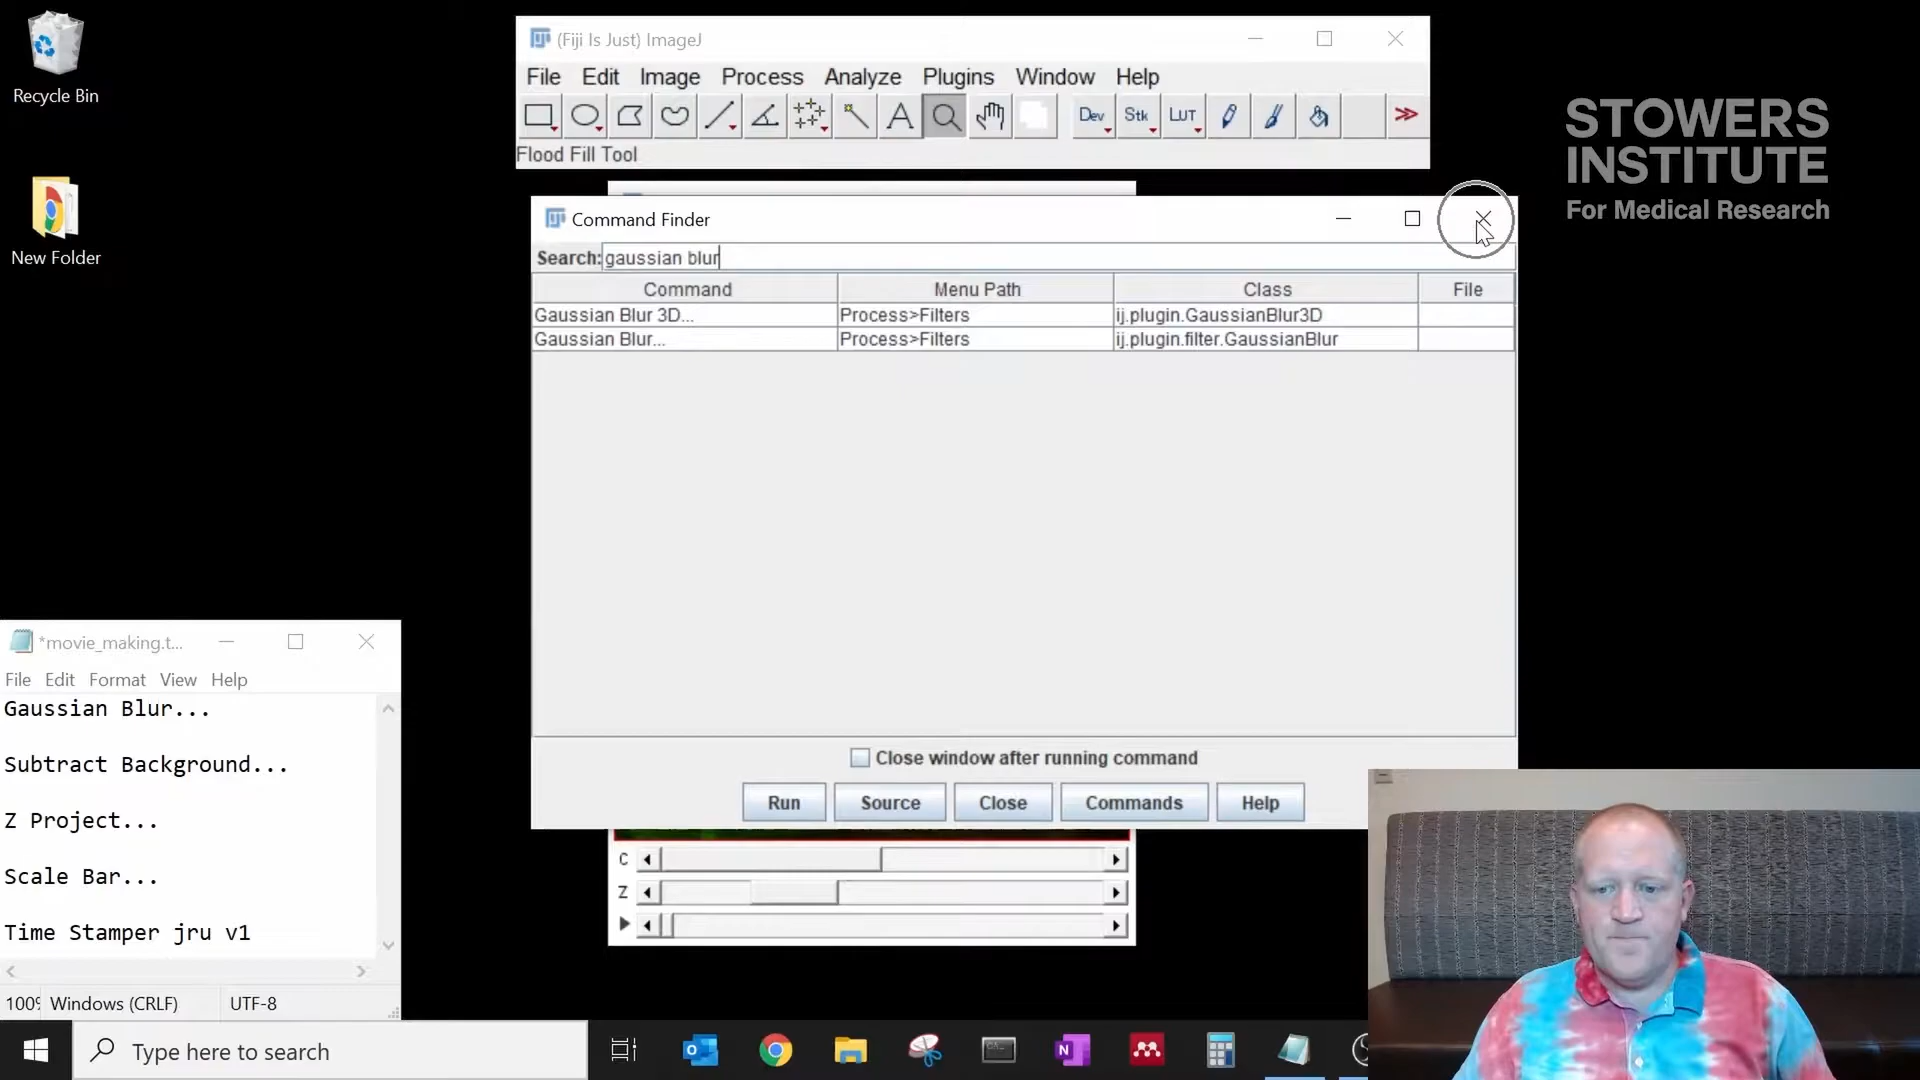 Recycle Bin
New Folder
(Fiji Is Just) ImageJ
File Edit Image Process Analyze Plugins Window Help
Dev Stk LUT
Flood Fill Tool
STOWERS
INSTITUTE
For Medical Research
Command Finder
Search: gaussian blur
Command Menu Path Class File
Gaussian Blur 3D... Process>Filters ij.plugin.GaussianBlur3D
Gaussian Blur... Process>Filters ij.plugin.filter.GaussianBlur
Close window after running command
Run Source Close Commands Help
C
Z
*movie_making.t...
File Edit Format View Help
Gaussian Blur...
Subtract Background...
Z Project...
Scale Bar...
Time Stamper jru v1
100% Windows (CRLF) UTF-8
Type here to search